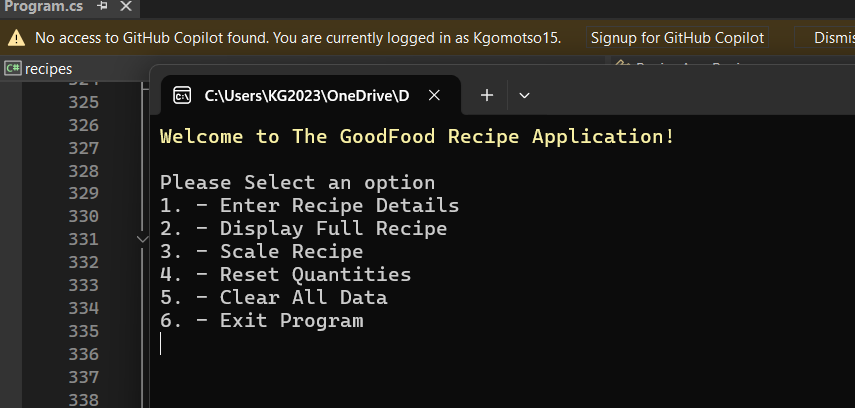 Program.cs
No access to GitHub Copilot found. You are currently logged in as Kgomotso15. Signup for GitHub Copilot Dismis
C# recipes
C:\Users\KG2023\OneDrive\D
325
326
327
328
329
330
331
332
333
334
335
336
337
338
Welcome to The GoodFood Recipe Application!
Please Select an option
1. - Enter Recipe Details
2. - Display Full Recipe
3. - Scale Recipe
4. - Reset Quantities
5. - Clear All Data
6. - Exit Program